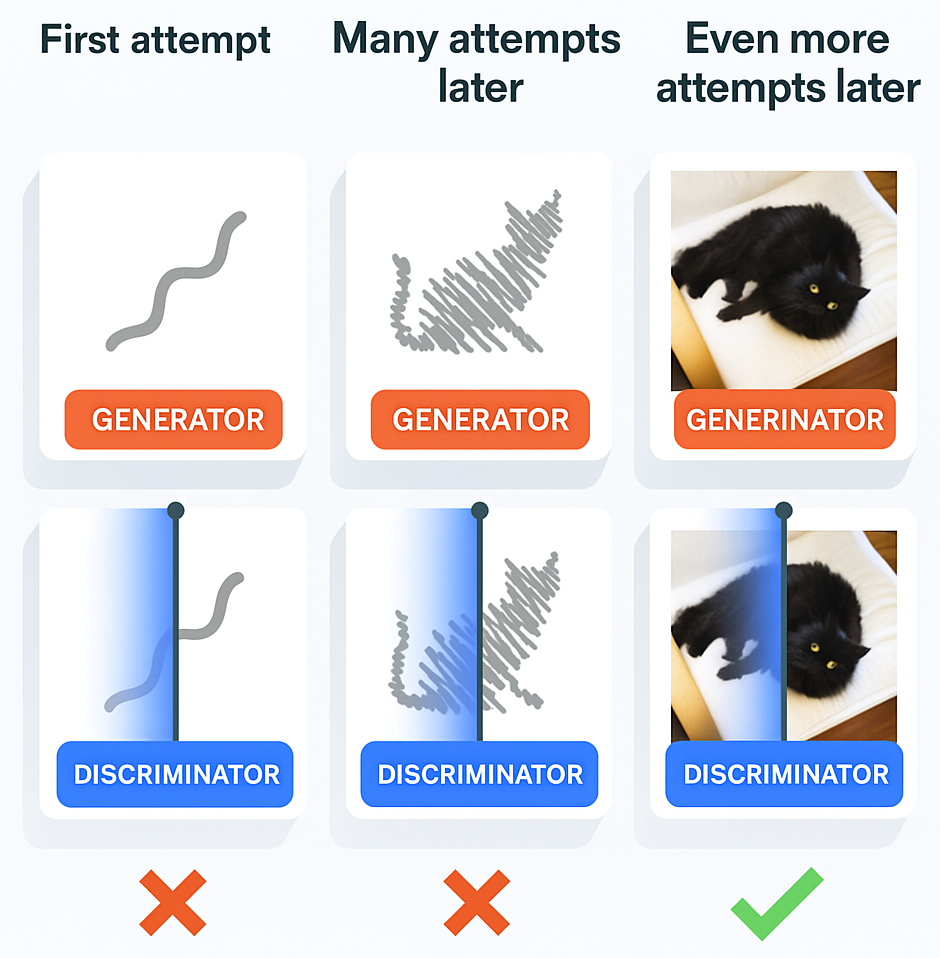 First attempt
Many attempts
later
Even more
attempts later
GENERATOR
GENERATOR
GENERINATOR
DISCRIMINATOR
DISCRIMINATOR
DISCRIMINATOR